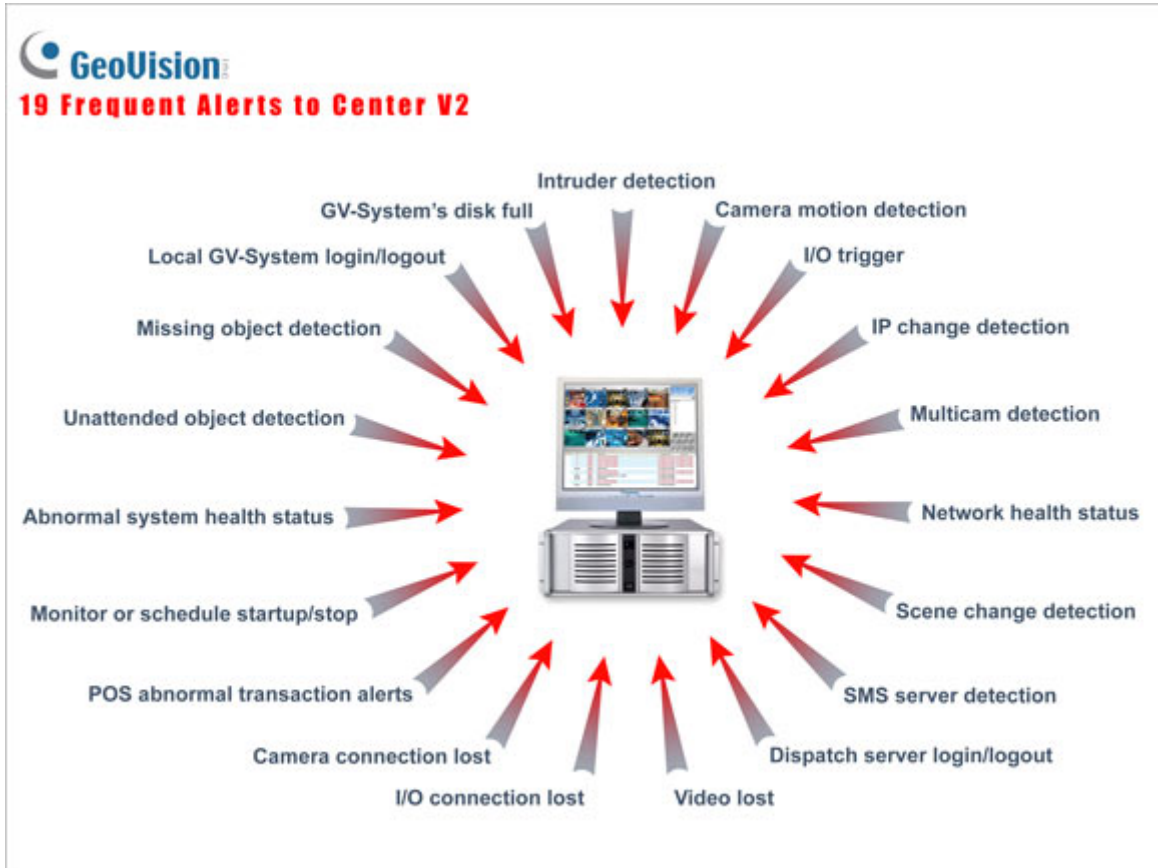 GeoVision
19 Frequent Alerts to Center V2
Intruder detection
GV-System's disk full
Camera motion detection
Local GV-System login/logout
I/O trigger
Missing object detection
IP change detection
Unattended object detection
Multicam detection
Abnormal system health status
Network health status
Monitor or schedule startup/stop
Scene change detection
POS abnormal transaction alerts
SMS server detection
Camera connection lost
Dispatch server login/logout
I/O connection lost
Video lost